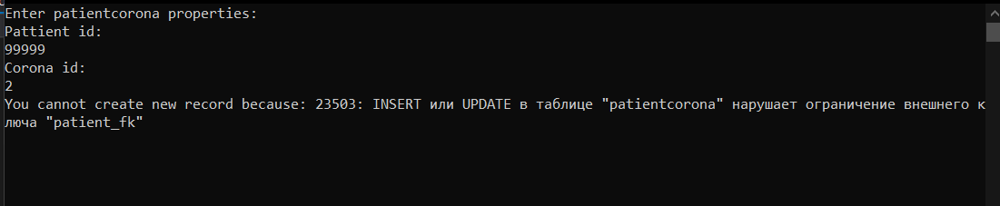 Enter patientcorona properties:
Pattient id:
99999
Corona id:
2
You cannot create new record because: 23503: INSERT или UPDATE в таблице "patientcorona" нарушает ограничение внешнего к
люча "patient_fk"